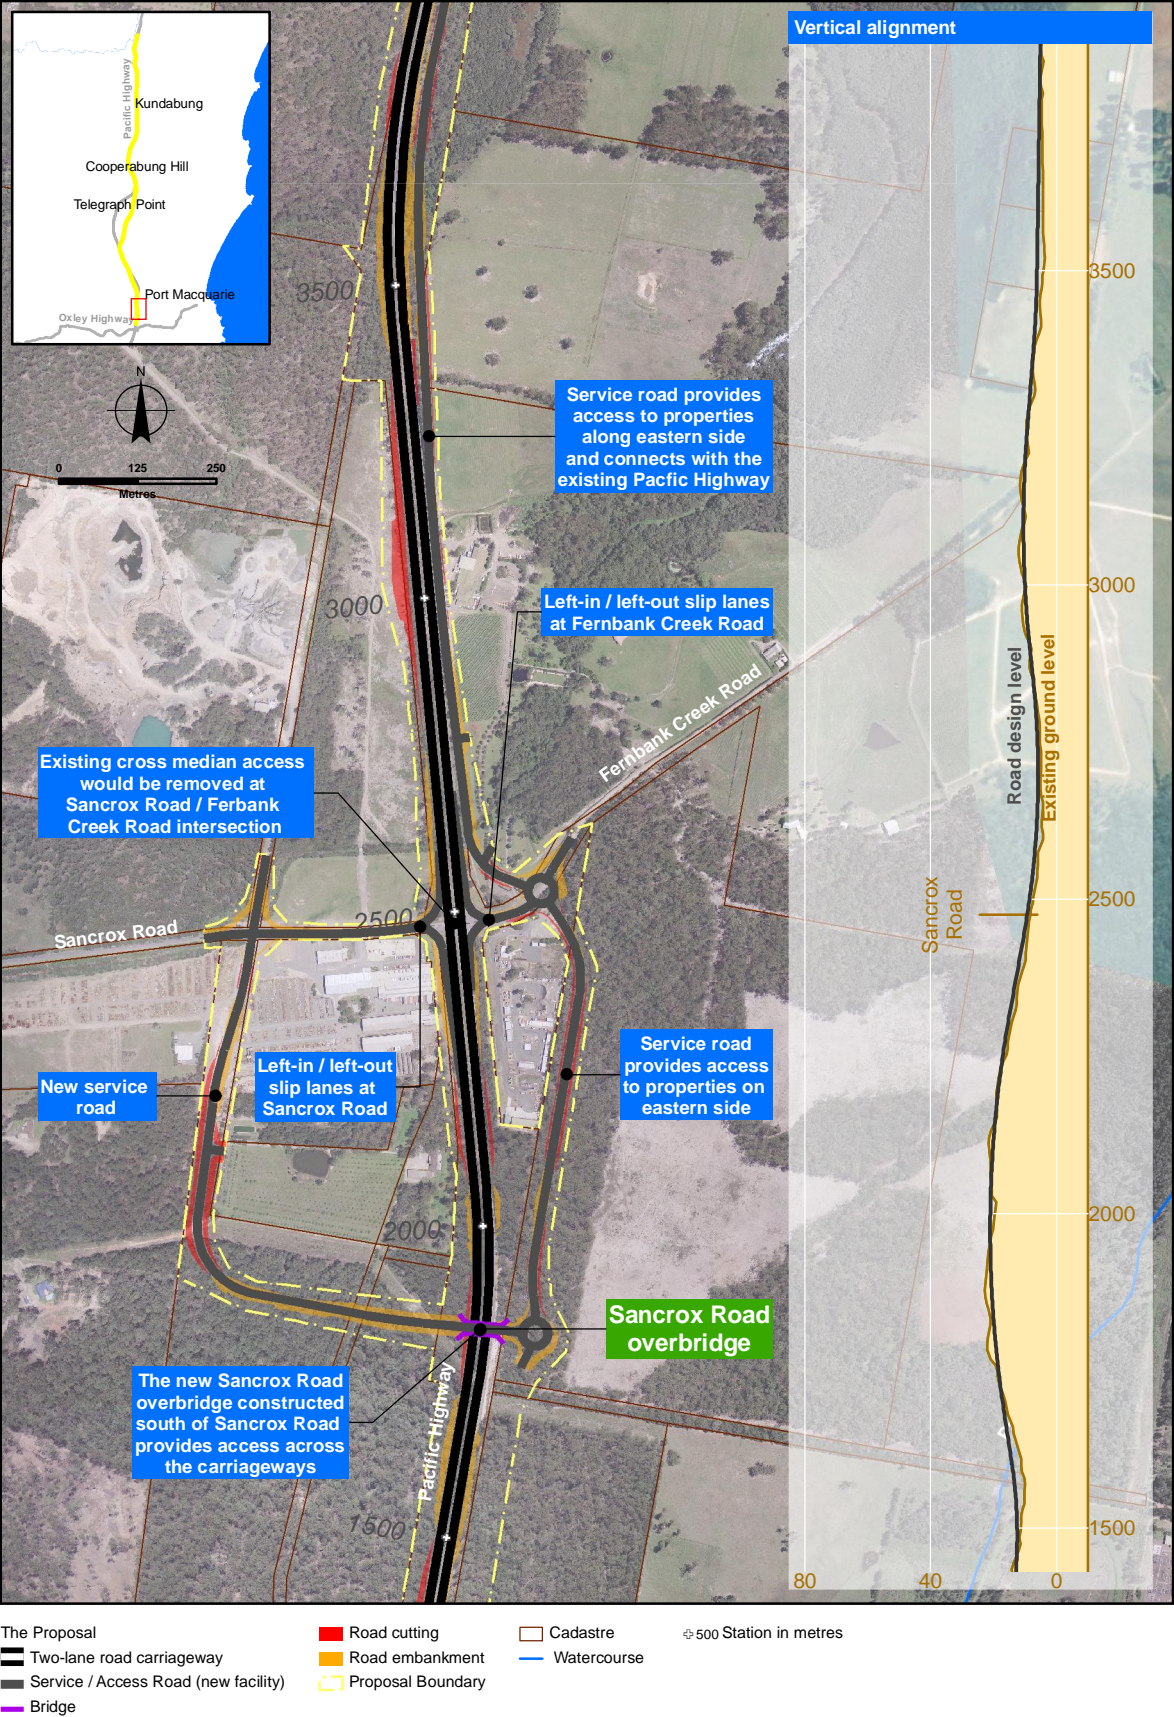 Vertical alignment
Pacific Highway
Kundabung
Cooperabung Hill
Telegraph Point
Port Macquarie
Oxley Highway
N
0 125 250
Metres
3500
Service road provides
access to properties
along eastern side
and connects with the
existing Pacfic Highway
3000
Left-in / left-out slip lanes
at Fernbank Creek Road
Fernbank Creek Road
Existing cross median access
would be removed at
Sancrox Road / Ferbank
Creek Road intersection
2500
Sancrox Road
New service
road
Left-in / left-out
slip lanes at
Sancrox Road
Service road
provides access
to properties on
eastern side
2000
Sancrox Road
overbridge
The new Sancrox Road
overbridge constructed
south of Sancrox Road
provides access across
the carriageways
Pacific Highway
1500
3500
3000
Road design level
Existing ground level
2500
Sancrox
Road
2000
1500
80 40 0
The Proposal
Two-lane road carriageway
Service / Access Road (new facility)
Bridge
Road cutting
Road embankment
Proposal Boundary
Cadastre
Watercourse
500 Station in metres